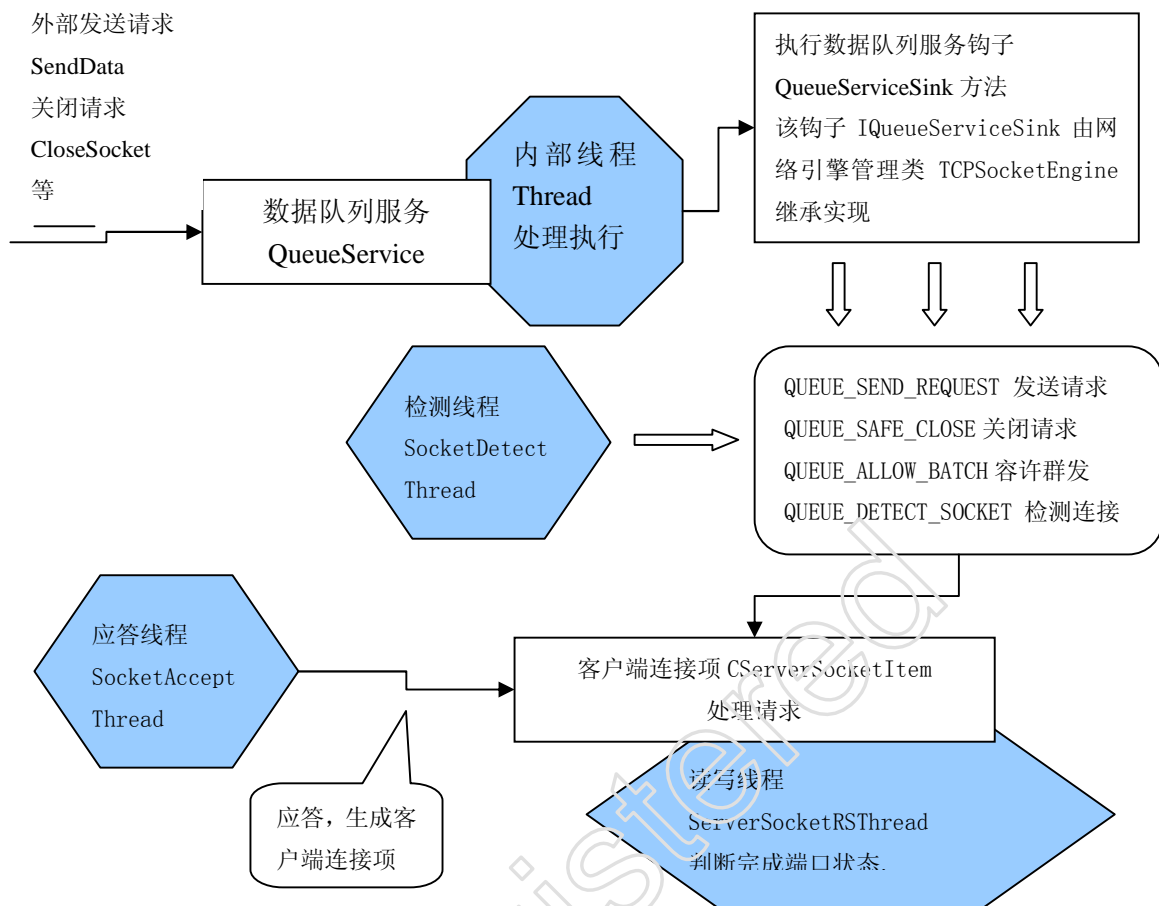 外部发送请求
SendData
关闭请求
CloseSocket
等
数据队列服务
QueueService
内部线程
Thread
处理执行
执行数据队列服务钩子
QueueServiceSink 方法
该钩子 IQueueServiceSink 由网
络引擎管理类 TCPSocketEngine
继承实现
检测线程
SocketDetect
Thread
QUEUE_SEND_REQUEST 发送请求
QUEUE_SAFE_CLOSE 关闭请求
QUEUE_ALLOW_BATCH 容许群发
QUEUE_DETECT_SOCKET 检测连接
应答线程
SocketAccept
Thread
客户端连接项 CServerSocketItem
处理请求
应答，生成客
户端连接项
读写线程
ServerSocketRSThread
判断完成端口状态.
istered